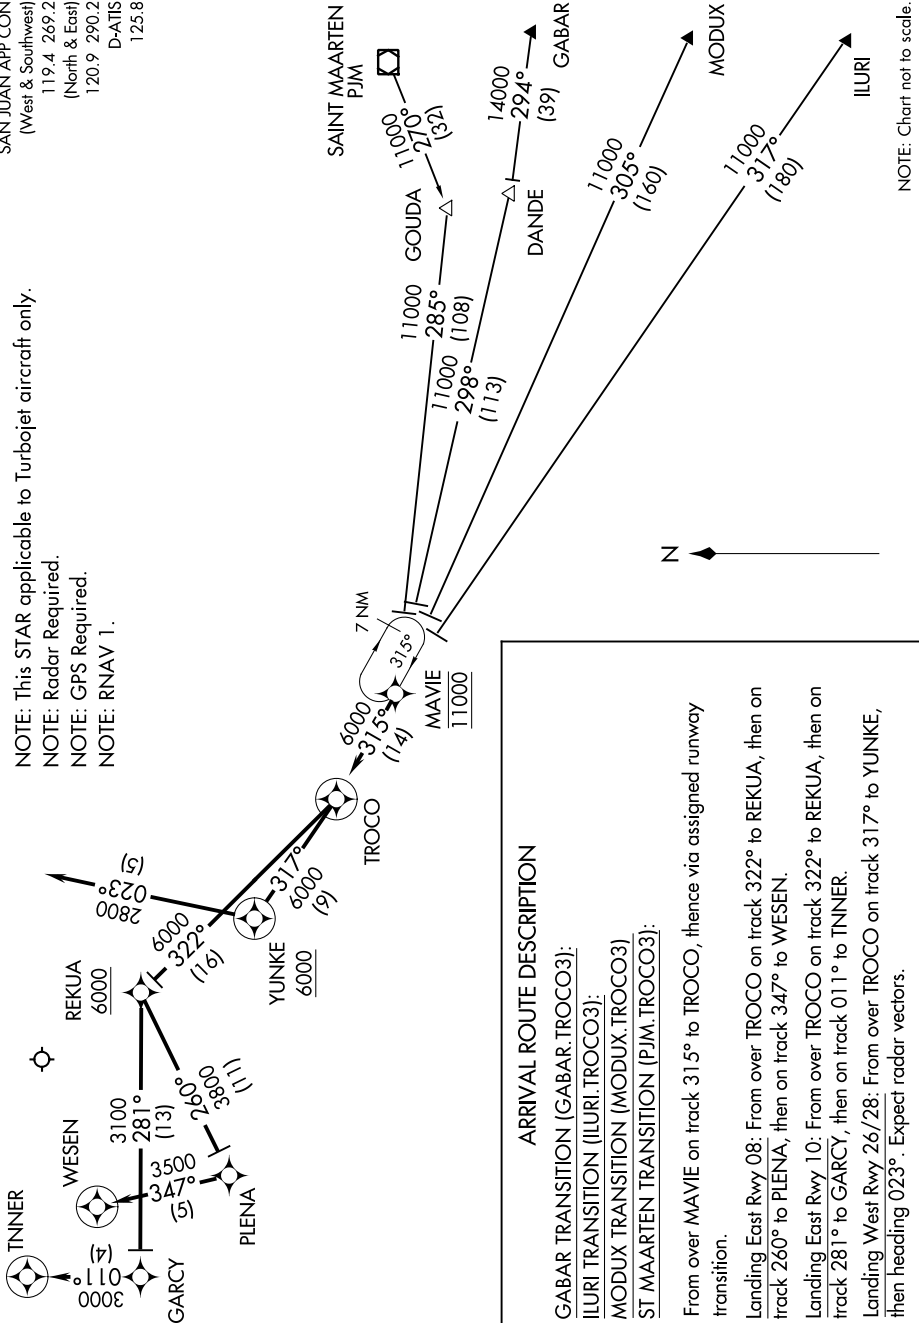 SAN JUAN APP CON
(West & Southwest)
119.4 269.2
(North & East)
120.9 290.2
D-ATIS
125.8
NOTE: This STAR applicable to Turbojet aircraft only.
NOTE: Radar Required.
NOTE: GPS Required.
NOTE: RNAV 1.
SAINT MAARTEN
PJM
11000
270°
(32)
GOUDA
11000
285°
(108)
GABAR
14000
294°
(39)
DANDE
11000
298°
(113)
MODUX
11000
305°
(160)
ILURI
11000
317°
(180)
NOTE: Chart not to scale.
N
7 NM
315°
MAVIE
11000
6000
315°
(14)
TROCO
317°
6000
(9)
YUNKE
6000
2800
023°
(5)
6000
322°
(16)
REKUA
6000
3100
281°
(13)
260°
3800
(11)
WESEN
3500
347°
(5)
PLENA
TNNER
3000
011°
(4)
GARCY
ARRIVAL ROUTE DESCRIPTION
GABAR TRANSITION (GABAR.TROCO3):
ILURI TRANSITION (ILURI.TROCO3):
MODUX TRANSITION (MODUX.TROCO3)
ST MAARTEN TRANSITION (PJM.TROCO3):
From over MAVIE on track 315° to TROCO, thence via assigned runway
transition.
Landing East Rwy 08: From over TROCO on track 322° to REKUA, then on
track 260° to PLENA, then on track 347° to WESEN.
Landing East Rwy 10: From over TROCO on track 322° to REKUA, then on
track 281° to GARCY, then on track 011° to TNNER.
Landing West Rwy 26/28: From over TROCO on track 317° to YUNKE,
then heading 023°. Expect radar vectors.